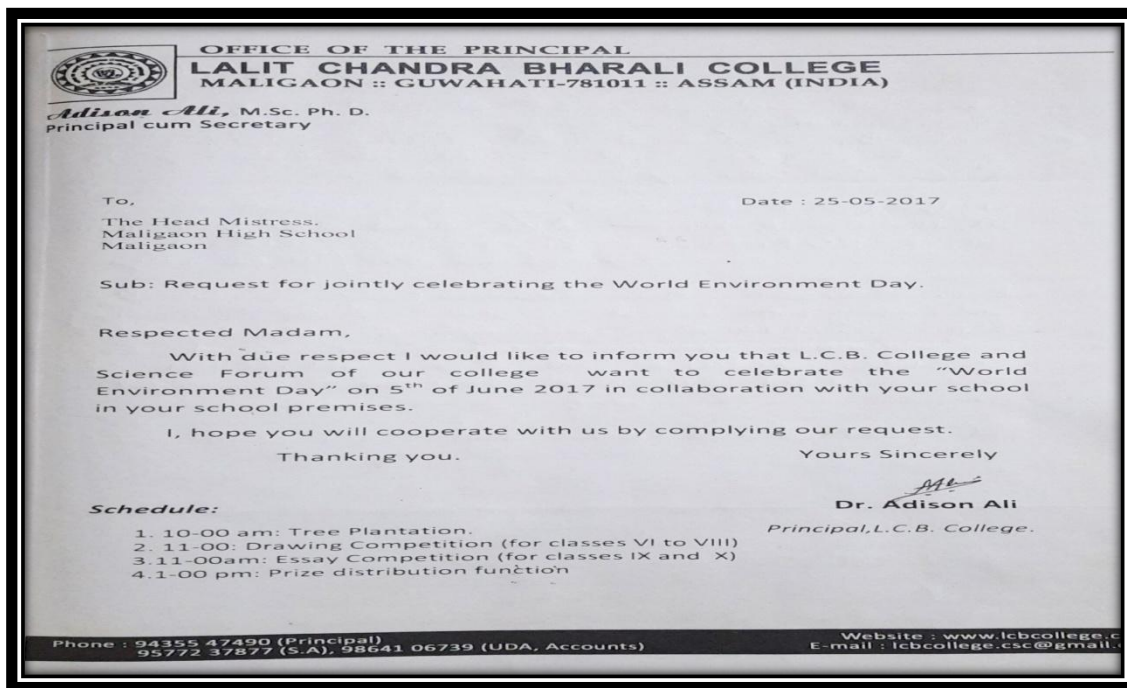 OFFICE OF THE PRINCIPAL
LALIT CHANDRA BHARALI COLLEGE
MALIGAON :: GUWAHATI-781011 :: ASSAM (INDIA)
Adison Ali, M.Sc. Ph. D.
Principal cum Secretary
To,
Date : 25-05-2017
The Head Mistress.
Maligaon High School
Maligaon
Sub: Request for jointly celebrating the World Environment Day.
Respected Madam,
With due respect I would like to inform you that L.C.B. College and
Science Forum of our college want to celebrate the “World
Environment Day” on 5th of June 2017 in collaboration with your school
in your school premises.
I, hope you will cooperate with us by complying our request.
Thanking you.
Yours Sincerely
Dr. Adison Ali
Principal,L.C.B. College.
Schedule:
1. 10-00 am: Tree Plantation.
2. 11-00: Drawing Competition (for classes VI to VIII)
3.11-00am: Essay Competition (for classes IX and X)
4.1-00 pm: Prize distribution function
Phone : 94355 47490 (Principal)
95772 37877 (S.A), 98641 06739 (UDA, Accounts)
Website : www.lcbcollege.c
E-mail : lcbcollege.csc@gmail.